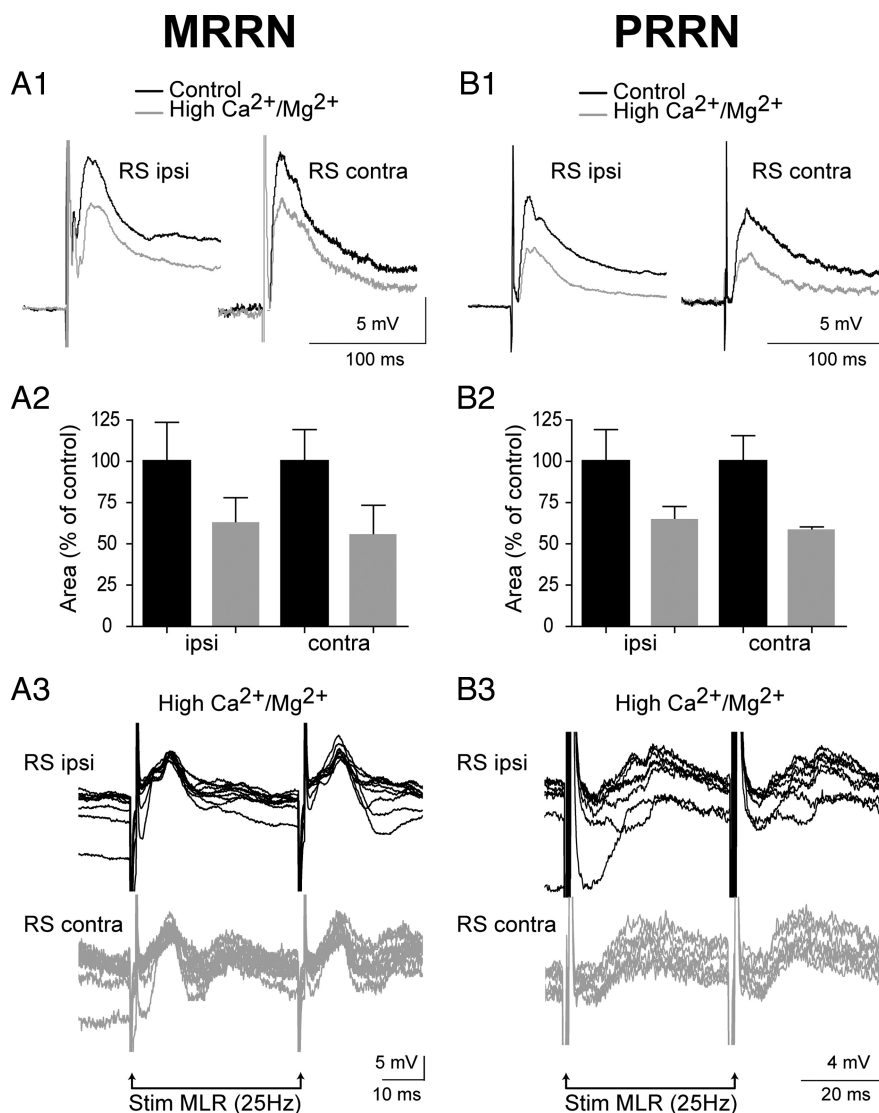 MRRN
PRRN
A1
Control
High Ca2+/Mg2+
RS ipsi
RS contra
5 mV
100 ms
B1
Control
High Ca2+/Mg2+
RS ipsi
RS contra
5 mV
100 ms
A2
Area (% of control)
125
100
75
50
25
0
ipsi
contra
B2
Area (% of control)
125
100
75
50
25
0
ipsi
contra
A3
High Ca2+/Mg2+
RS ipsi
RS contra
5 mV
10 ms
Stim MLR (25Hz)
B3
High Ca2+/Mg2+
RS ipsi
RS contra
4 mV
20 ms
Stim MLR (25Hz)